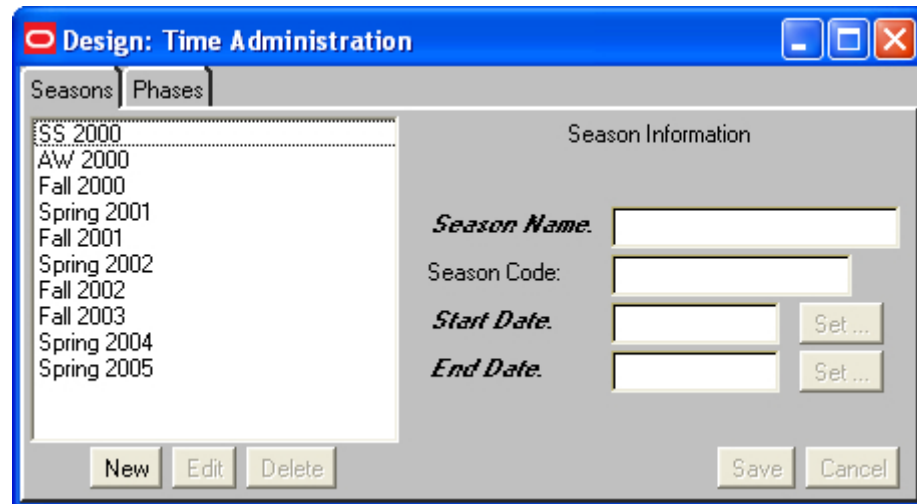 Design: Time Administration
Seasons Phases
SS 2000
AW 2000
Fall 2000
Spring 2001
Fall 2001
Spring 2002
Fall 2002
Fall 2003
Spring 2004
Spring 2005
New Edit Delete
Season Information
Season Name.
Season Code:
Start Date. Set ...
End Date. Set ...
Save Cancel